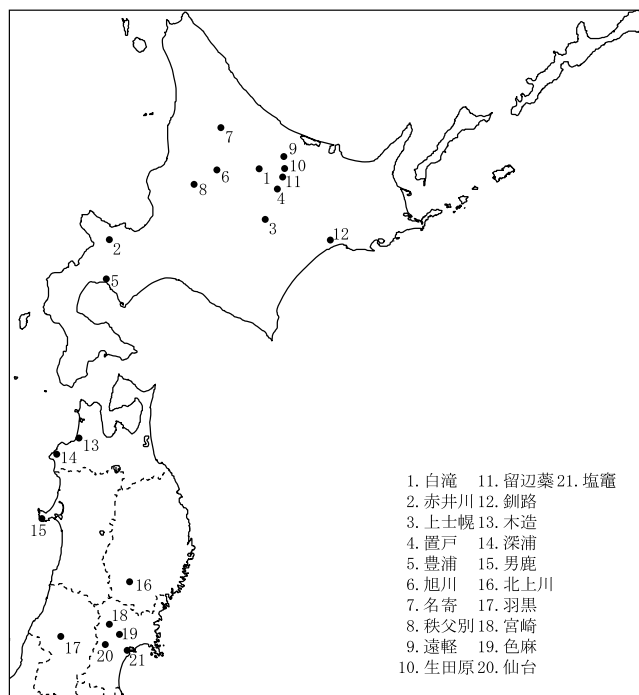 7
9
1
10
6
11
8
4
3
2
12
5
13
14
15
16
18
19
17
20
21
1. 白滝 11. 留辺蘂 21. 塩竈
2. 赤井川 12. 釧路
3. 上士幌 13. 木造
4. 置戸 14. 深浦
5. 豊浦 15. 男鹿
6. 旭川 16. 北上川
7. 名寄 17. 羽黒
8. 秩父別 18. 宮崎
9. 遠軽 19. 色麻
10. 生田原 20. 仙台